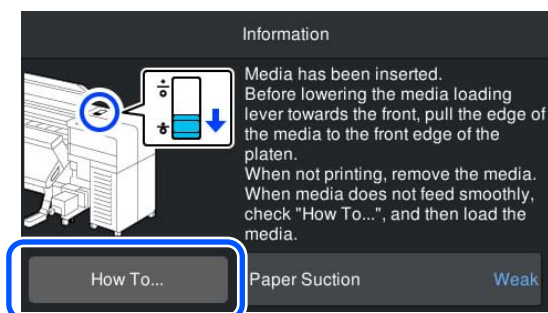 Information
Media has been inserted.
Before lowering the media loading
lever towards the front, pull the edge of
the media to the front edge of the
platen.
When not printing, remove the media.
When media does not feed smoothly,
check "How To...", and then load the
media.
How To...
Paper Suction
Weak